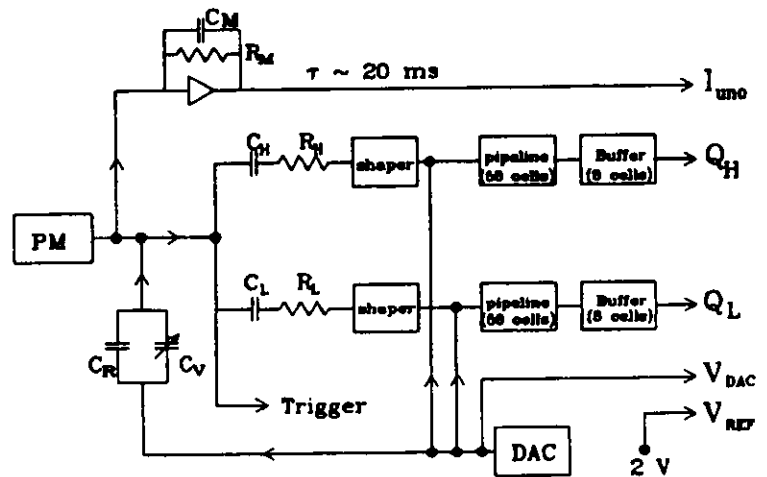 C_M
R_M
τ ~ 20 ms
I_uno
C_H R_H
shaper
pipeline
(58 cells)
Buffer
(8 cells)
Q_H
PM
C_L R_L
shaper
pipeline
(58 cells)
Buffer
(8 cells)
Q_L
C_R C_V
V_DAC
Trigger
V_REF
DAC
2 V